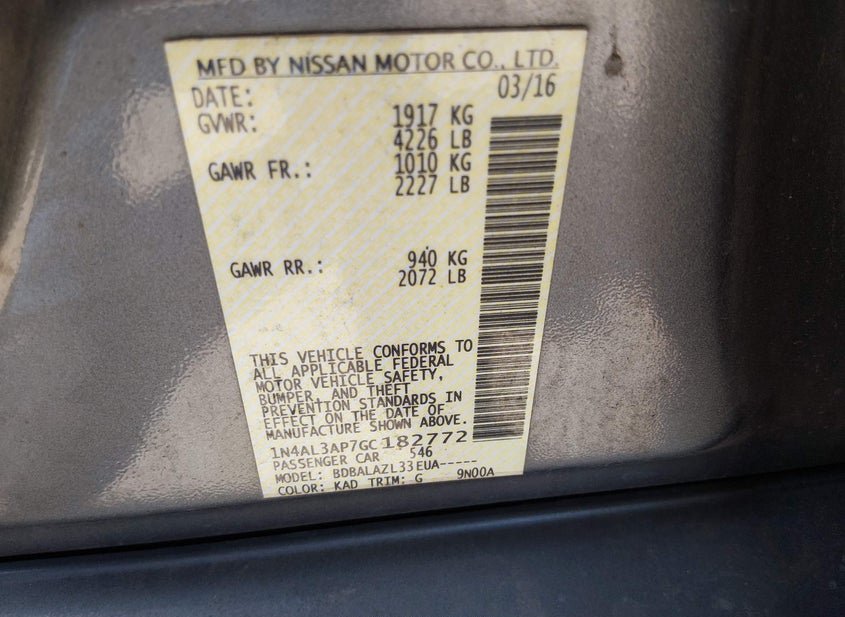 MFD BY NISSAN MOTOR CO., LTD.
DATE: 03/16
GVWR: 1917 KG
4226 LB
GAWR FR.: 1010 KG
2227 LB
GAWR RR.: 940 KG
2072 LB
THIS VEHICLE CONFORMS TO
ALL APPLICABLE FEDERAL
MOTOR VEHICLE SAFETY,
BUMPER, AND THEFT
PREVENTION STANDARDS IN
EFFECT ON THE DATE OF
MANUFACTURE SHOWN ABOVE.
1N4AL3AP7GC182772
PASSENGER CAR 546
MODEL: BDBALAZL33EUA-----
COLOR: KAD TRIM: G 9N00A